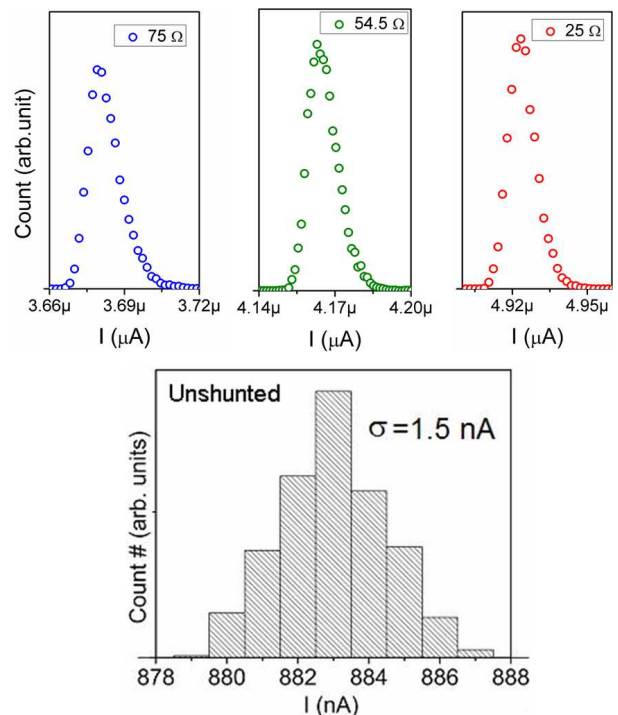 75 Ω
54.5 Ω
25 Ω
Count (arb.unit)
3.66µ 3.69µ 3.72µ
4.14µ 4.17µ 4.20µ
4.92µ 4.95µ
I (µA)
I (µA)
I (µA)
Unshunted
σ=1.5 nA
Count # (arb. units)
878 880 882 884 886 888
I (nA)